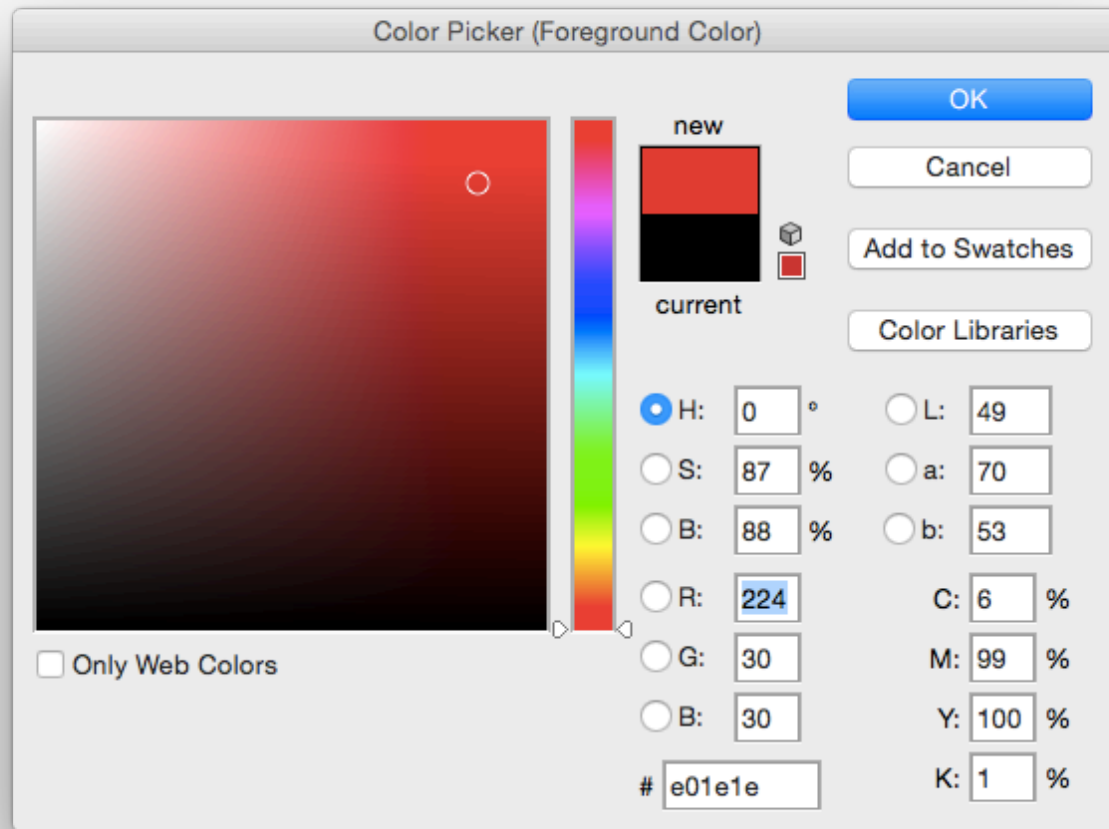 Color Picker (Foreground Color)
OK
new
Cancel
Add to Swatches
current
Color Libraries
H: 0 ° L: 49
S: 87 % a: 70
B: 88 % b: 53
R: 224 C: 6 %
G: 30 M: 99 %
Only Web Colors
B: 30 Y: 100 %
# e01e1e K: 1 %